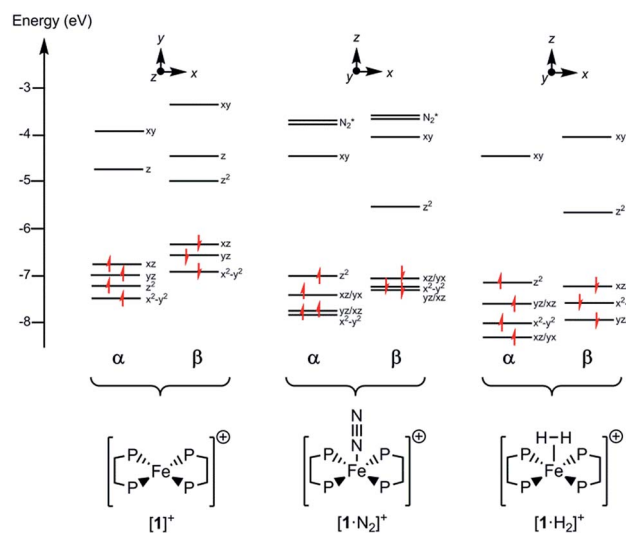 Energy (eV)
-3
-4
-5
-6
-7
-8
y
z x
xy
z
xz
yz
z²
x²-y²
xy
z
z²
xz
yz
x²-y²
α β
z
y x
N₂*
xy
z²
xz/yx
yz/xz
x²-y²
N₂*
xy
z²
xz/yx
x²-y²
yz/xz
α β
z
y x
xy
z²
yz/xz
x²-y²
xz/yx
xy
z²
xz
x²
yz
α β
P P
Fe
P P
⊕
[1]⁺
N
N
P P
Fe
P P
⊕
[1·N₂]⁺
H–H
P P
Fe
P P
⊕
[1·H₂]⁺